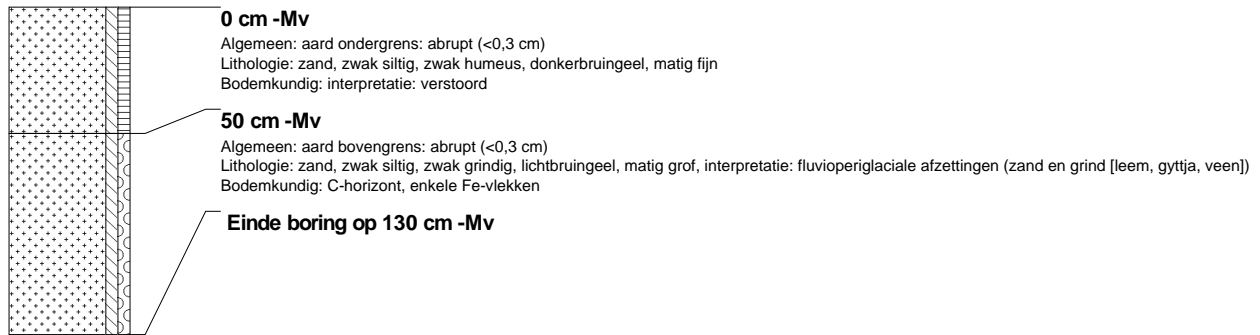 0 cm -Mv
Algemeen: aard ondergrens: abrupt (<0,3 cm)
Lithologie: zand, zwak siltig, zwak humeus, donkerbruingeel, matig fijn
Bodemkundig: interpretatie: verstoord
50 cm -Mv
Algemeen: aard bovengrens: abrupt (<0,3 cm)
Lithologie: zand, zwak siltig, zwak grindig, lichtbruingeel, matig grof, interpretatie: fluvioperiglaciale afzettingen (zand en grind [leem, gyttja, veen])
Bodemkundig: C-horizont, enkele Fe-vlekken
Einde boring op 130 cm -Mv